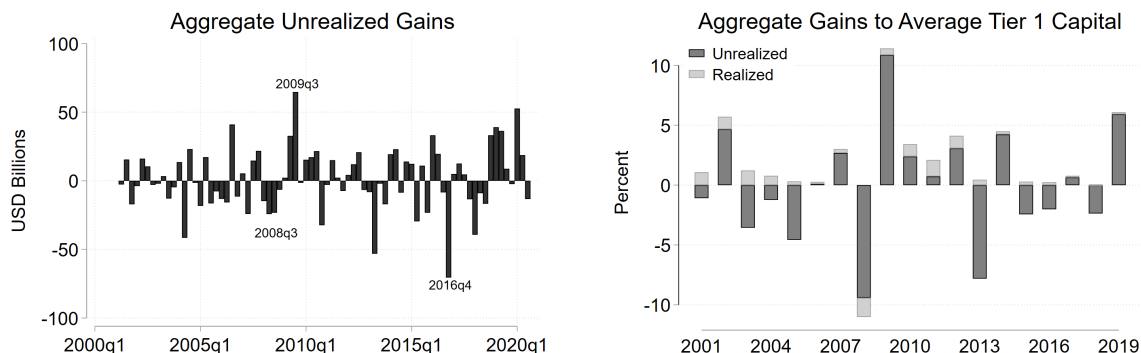 Aggregate Unrealized Gains
USD Billions
100
50
0
-50
-100
2009q3
2008q3
2016q4
2000q1 2005q1 2010q1 2015q1 2020q1
Aggregate Gains to Average Tier 1 Capital
Unrealized
Realized
Percent
10
5
0
-5
-10
2001 2004 2007 2010 2013 2016 2019